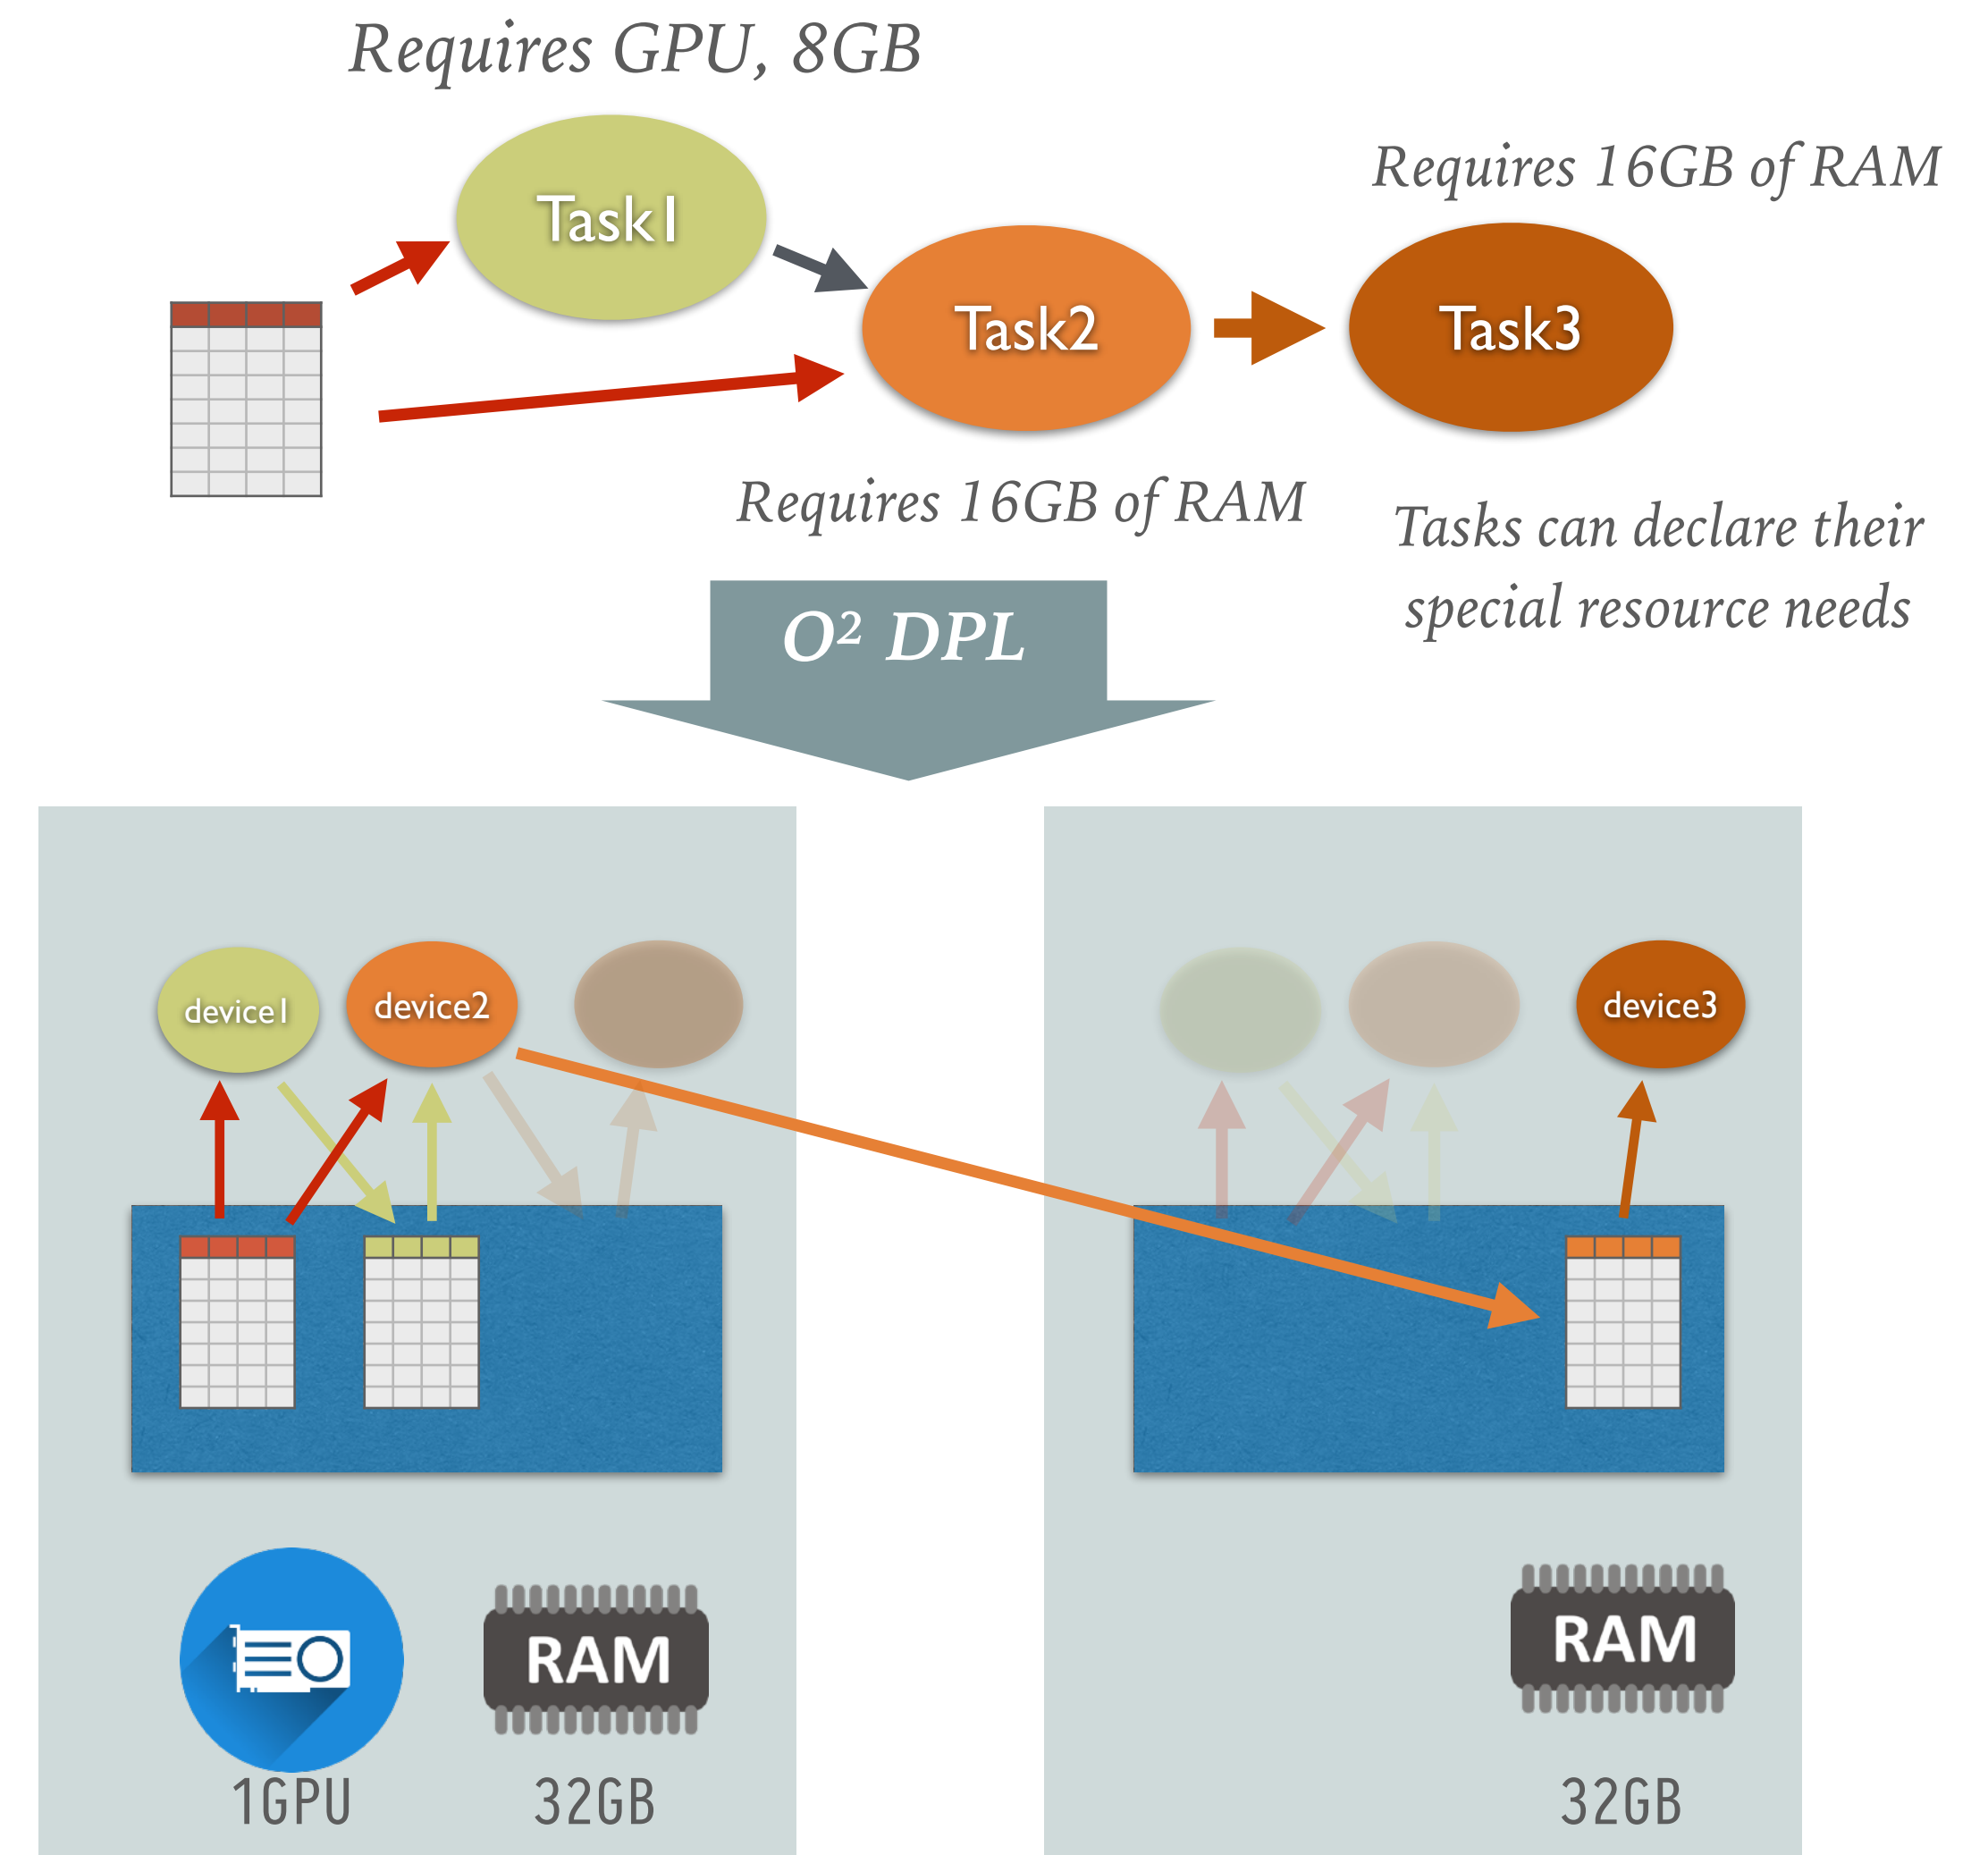 Requires GPU, 8GB
Requires 16GB of RAM
Task1
Task2
Task3
Requires 16GB of RAM
Tasks can declare their
special resource needs
O² DPL
device1
device2
device3
RAM
RAM
1GPU
32GB
32GB